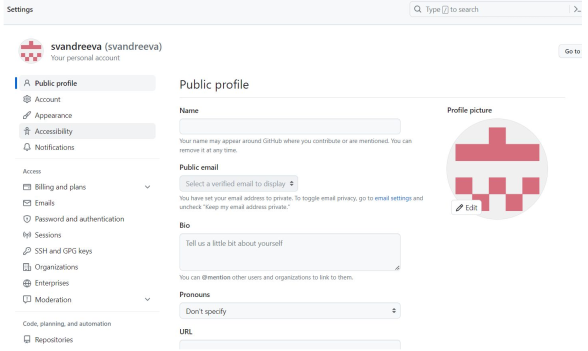 Settings
Type / to search
svandreeva (svandreeva)
Your personal account
Go to
Public profile
Account
Appearance
Accessibility
Notifications
Access
Billing and plans
Emails
Password and authentication
Sessions
SSH and GPG keys
Organizations
Enterprises
Moderation
Code, planning, and automation
Repositories
Public profile
Name
Your name may appear around GitHub where you contribute or are mentioned. You can
remove it at any time.
Public email
Select a verified email to display
You have set your email address to private. To toggle email privacy, go to email settings and
uncheck "Keep my email address private."
Bio
Tell us a little bit about yourself
You can @mention other users and organizations to link to them.
Pronouns
Don't specify
URL
Profile picture
Edit